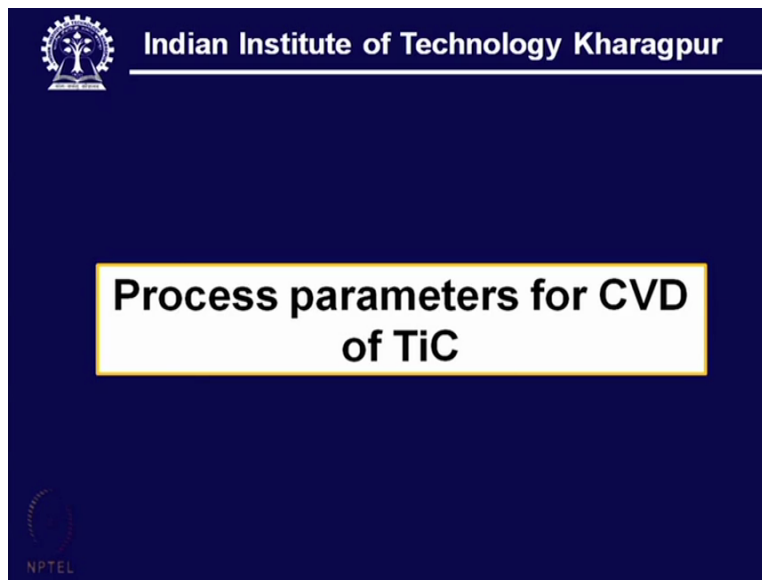 Indian Institute of Technology Kharagpur
Process parameters for CVD
of TiC
NPTEL